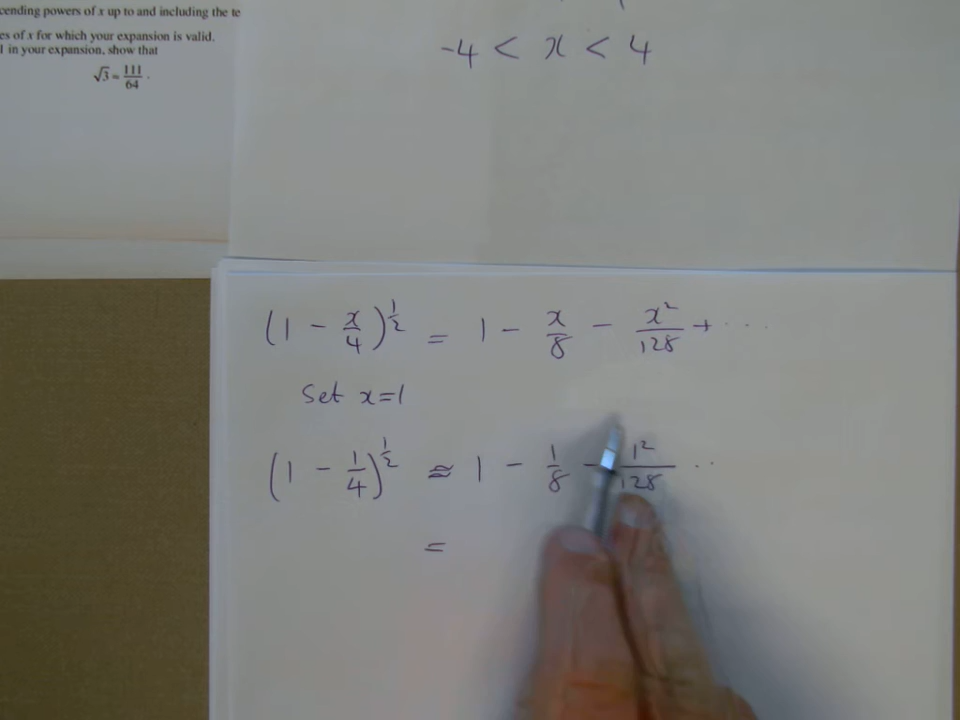 cending powers of x up to and including the te
es of x for which your expansion is valid.
1 in your expansion, show that
√3 ≈ 111/64 .
-4 < x < 4
(1 - x/4)^1/2 = 1 - x/8 - x²/128 + ...
Set x=1
(1 - 1/4)^1/2 ≈ 1 - 1/8 - 1²/128 ..
=